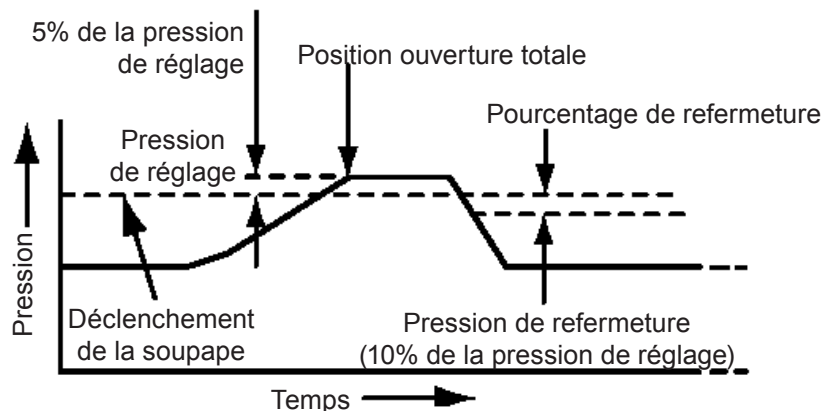 5% de la pression
de réglage
Position ouverture totale
Pourcentage de refermeture
Pression
de réglage
Pression
Déclenchement
de la soupape
Pression de refermeture
(10% de la pression de réglage)
Temps